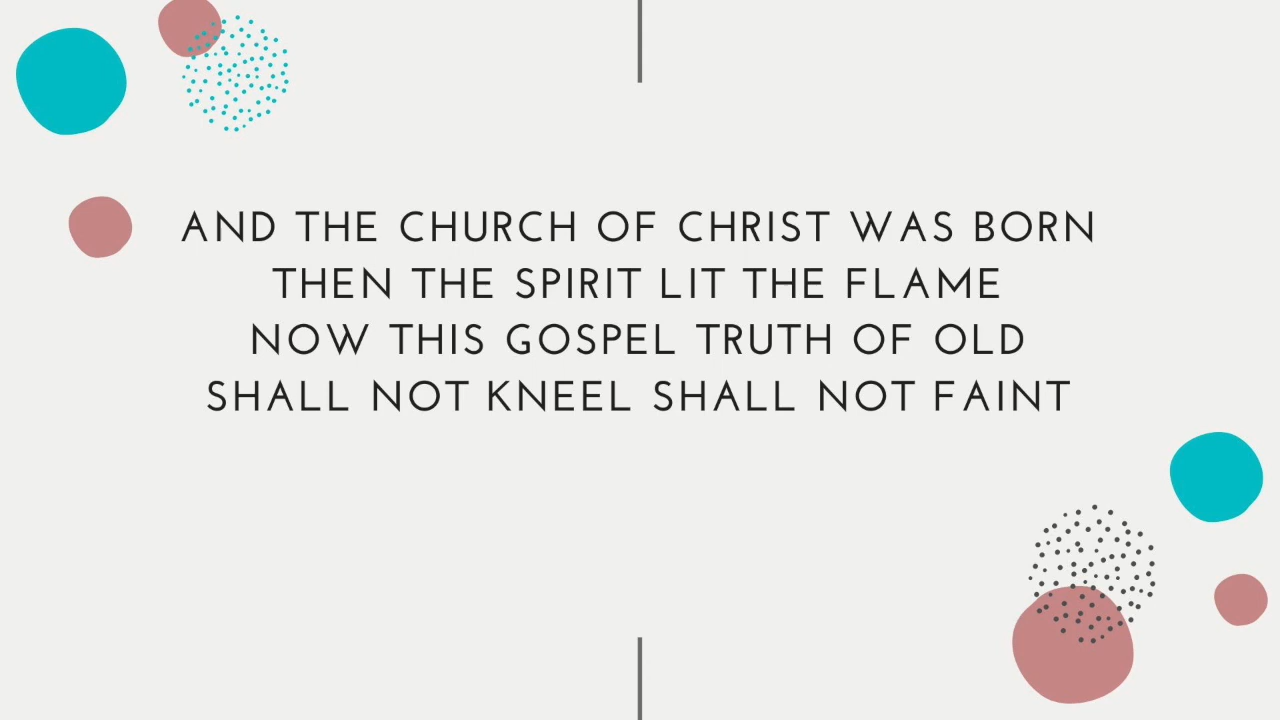 AND THE CHURCH OF CHRIST WAS BORN
THEN THE SPIRIT LIT THE FLAME
NOW THIS GOSPEL TRUTH OF OLD
SHALL NOT KNEEL SHALL NOT FAINT